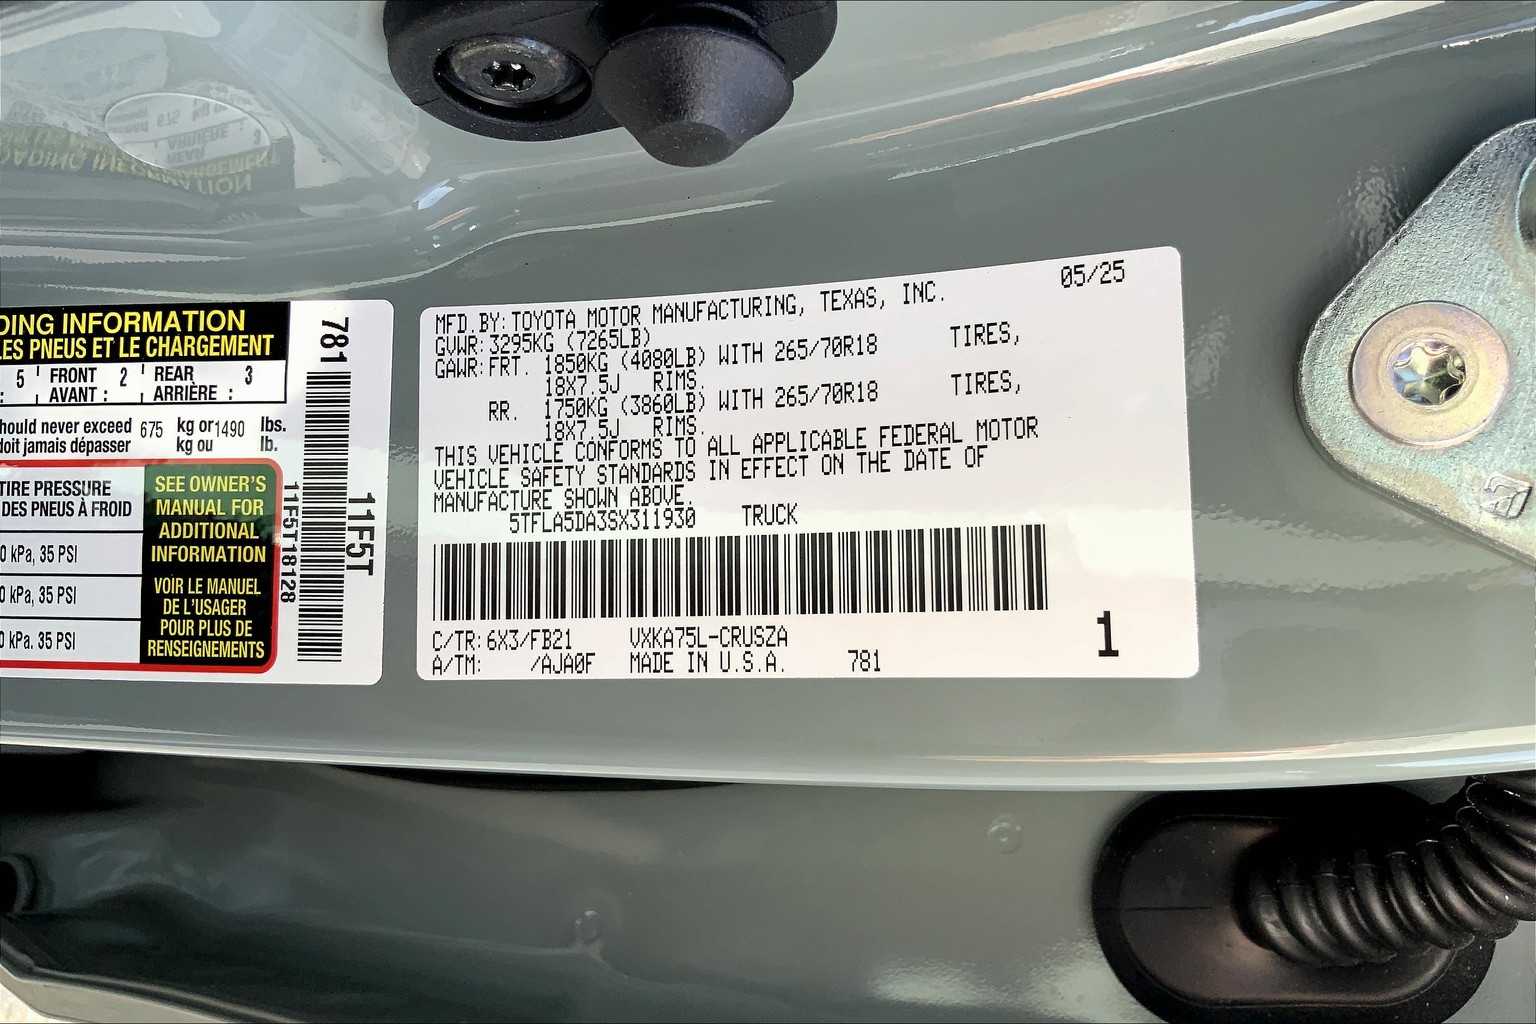 DING INFORMATION
LES PNEUS ET LE CHARGEMENT
: 5 FRONT 2 REAR 3
: AVANT : ARRIÈRE :
hould never exceed 675 kg or 1490 lbs.
doit jamais dépasser kg ou lb.
TIRE PRESSURE
DES PNEUS À FROID
0 kPa, 35 PSI
0 kPa, 35 PSI
0 kPa, 35 PSI
SEE OWNER'S
MANUAL FOR
ADDITIONAL
INFORMATION
VOIR LE MANUEL
DE L'USAGER
POUR PLUS DE
RENSEIGNEMENTS
781
11F5T18128
11F5T
05/25
MFD.BY:TOYOTA MOTOR MANUFACTURING, TEXAS, INC.
GVWR:3295KG (7265LB)
GAWR:FRT. 1850KG (4080LB) WITH 265/70R18 TIRES,
18X7.5J RIMS.
RR. 1750KG (3860LB) WITH 265/70R18 TIRES,
18X7.5J RIMS.
THIS VEHICLE CONFORMS TO ALL APPLICABLE FEDERAL MOTOR
VEHICLE SAFETY STANDARDS IN EFFECT ON THE DATE OF
MANUFACTURE SHOWN ABOVE.
5TFLA5DA3SX311930 TRUCK
C/TR:6X3/FB21 VXKA75L-CRUSZA
A/TM: /AJA0F MADE IN U.S.A. 781
1